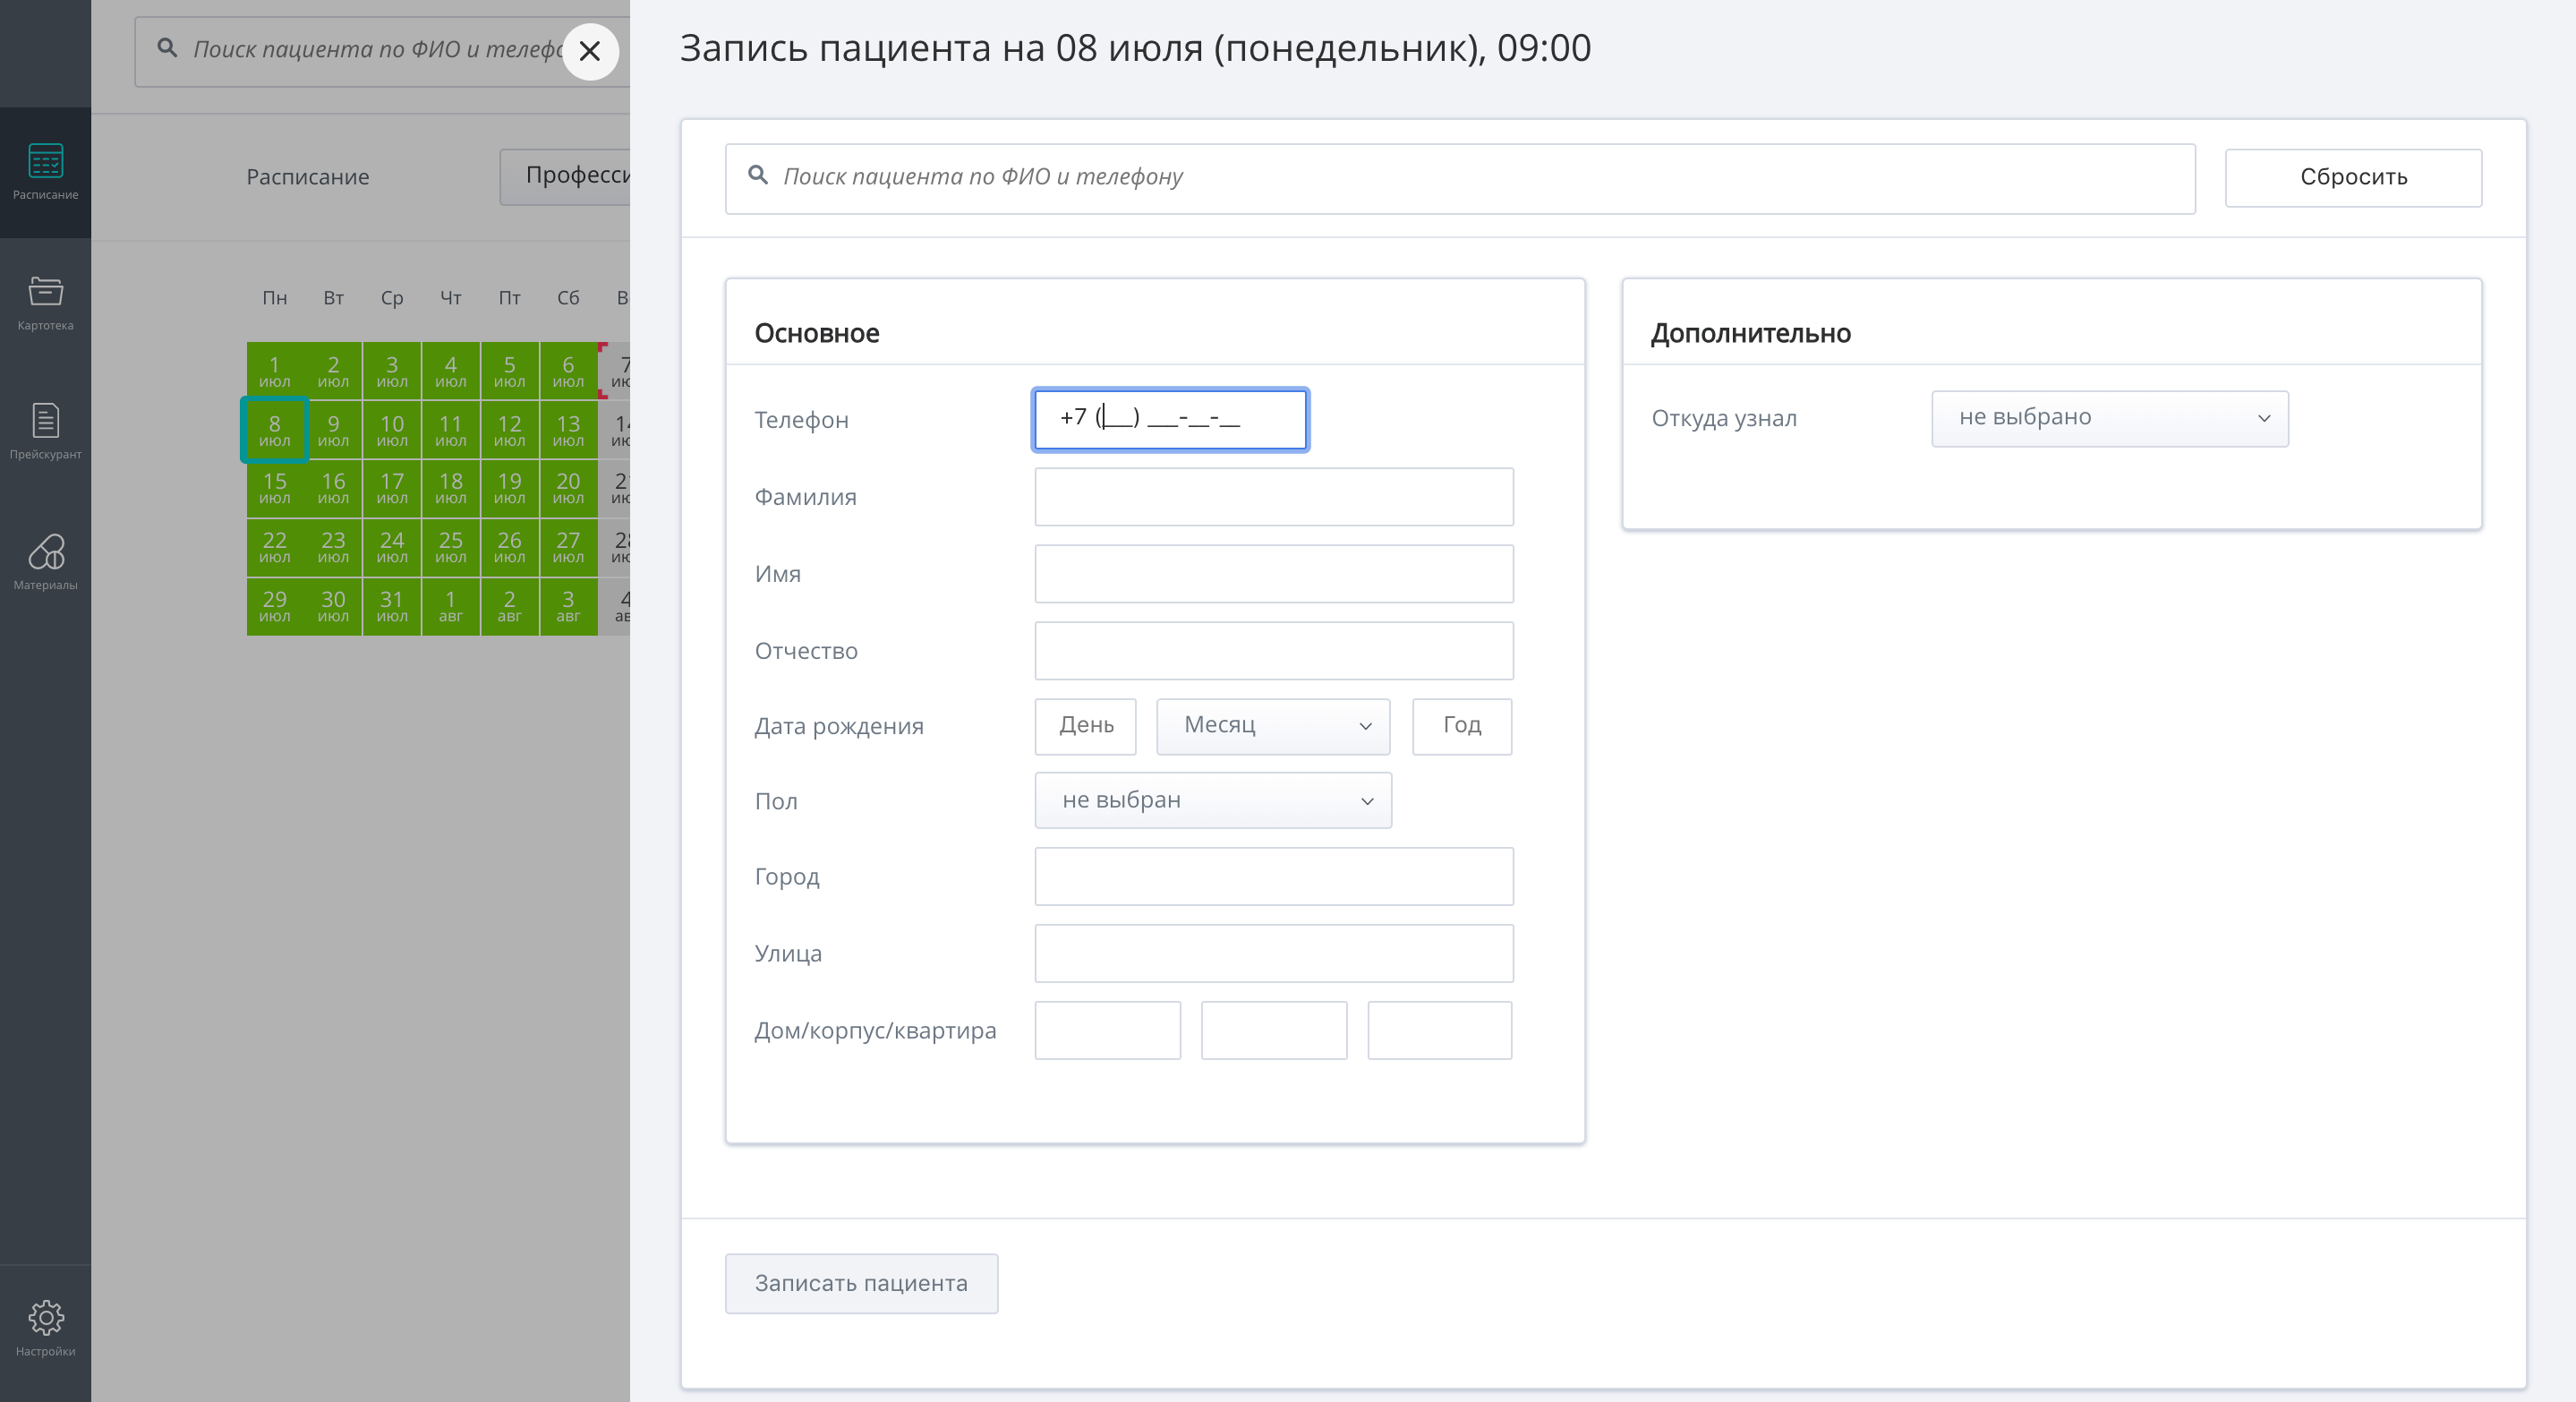 Поиск пациента по ФИО и телефо
Расписание
Картотека
Прейскурант
Материалы
Настройки
Расписание
Професси
Пн Вт Ср Чт Пт Сб В
1 2 3 4 5 6 7
июл июл июл июл июл июл ию
8 9 10 11 12 13 14
июл июл июл июл июл июл ию
15 16 17 18 19 20 21
июл июл июл июл июл июл ию
22 23 24 25 26 27 28
июл июл июл июл июл июл ию
29 30 31 1 2 3 4
июл июл июл авг авг авг ав
Запись пациента на 08 июля (понедельник), 09:00
Поиск пациента по ФИО и телефону
Сбросить
Основное
Телефон +7 (___) ___-__-__
Фамилия
Имя
Отчество
Дата рождения День Месяц Год
Пол не выбран
Город
Улица
Дом/корпус/квартира
Дополнительно
Откуда узнал не выбрано
Записать пациента